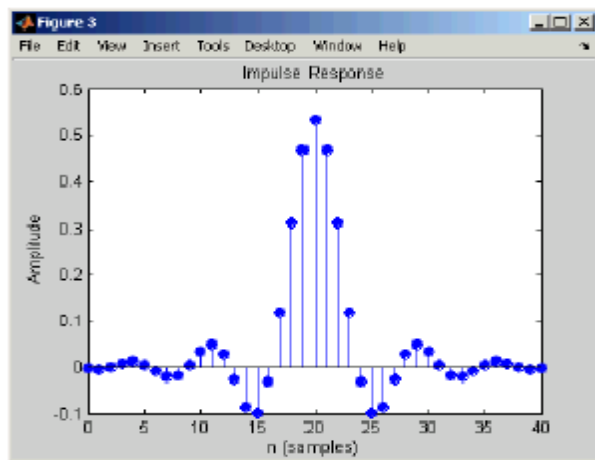 Figure 3
File Edit View Insert Tools Desktop Window Help
Impulse Response
0.6
0.5
0.4
0.3
0.2
0.1
0
-0.1
Amplitude
0 5 10 15 20 25 30 35 40
n (samples)